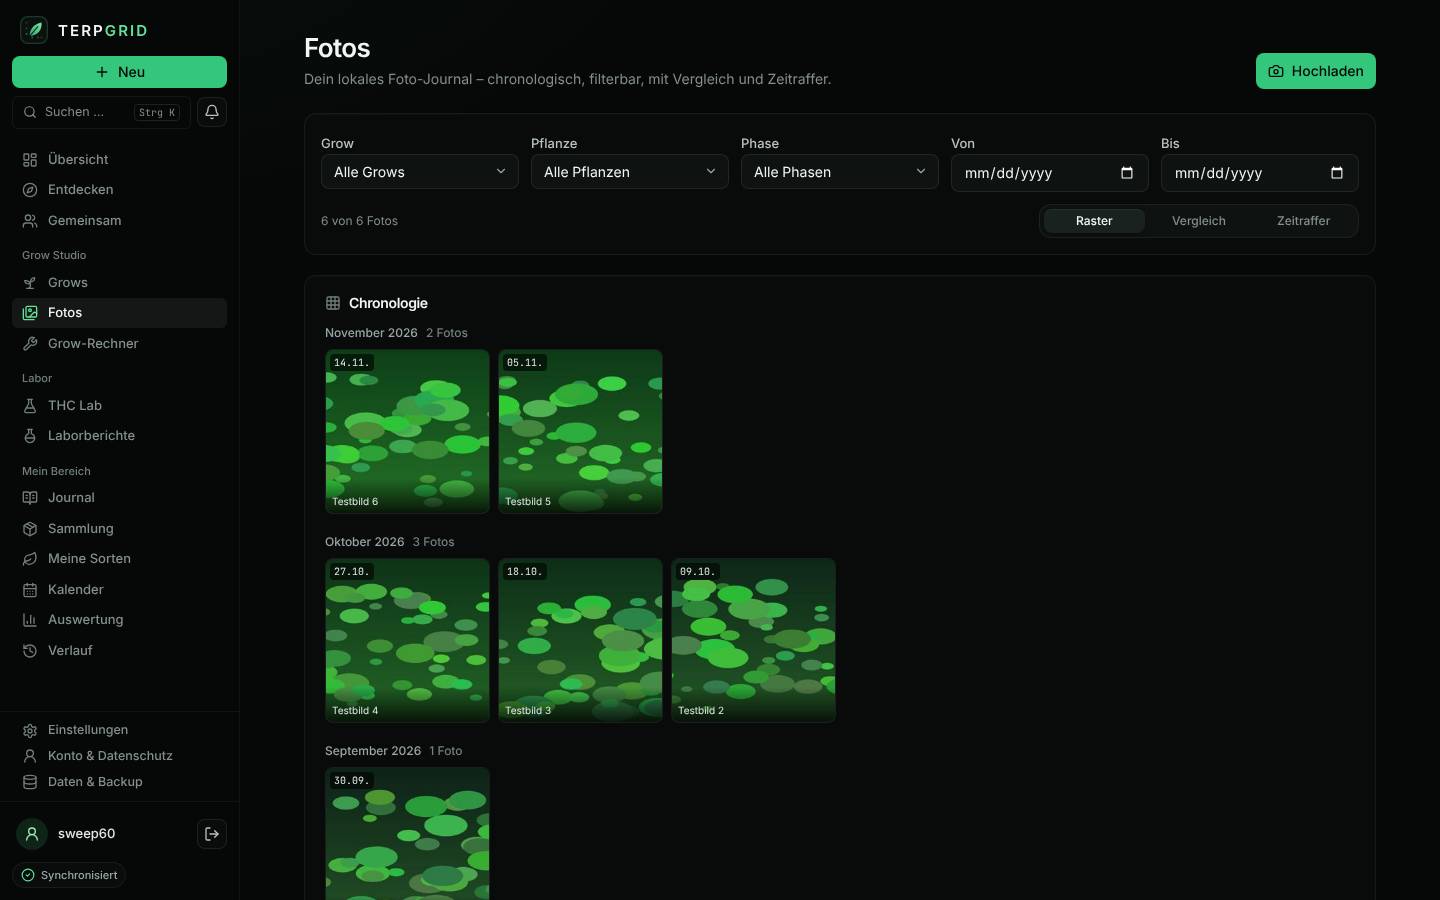 TERPGRID
Neu
Suchen ... Strg K
Übersicht
Entdecken
Gemeinsam
Grow Studio
Grows
Fotos
Grow-Rechner
Labor
THC Lab
Laborberichte
Mein Bereich
Journal
Sammlung
Meine Sorten
Kalender
Auswertung
Verlauf
Einstellungen
Konto & Datenschutz
Daten & Backup
sweep60
Synchronisiert
Fotos
Dein lokales Foto-Journal – chronologisch, filterbar, mit Vergleich und Zeitraffer.
Hochladen
Grow Pflanze Phase Von Bis
Alle Grows Alle Pflanzen Alle Phasen mm/dd/yyyy mm/dd/yyyy
6 von 6 Fotos Raster Vergleich Zeitraffer
Chronologie
November 2026 2 Fotos
14.11. 05.11.
Testbild 6 Testbild 5
Oktober 2026 3 Fotos
27.10. 18.10. 09.10.
Testbild 4 Testbild 3 Testbild 2
September 2026 1 Foto
30.09.